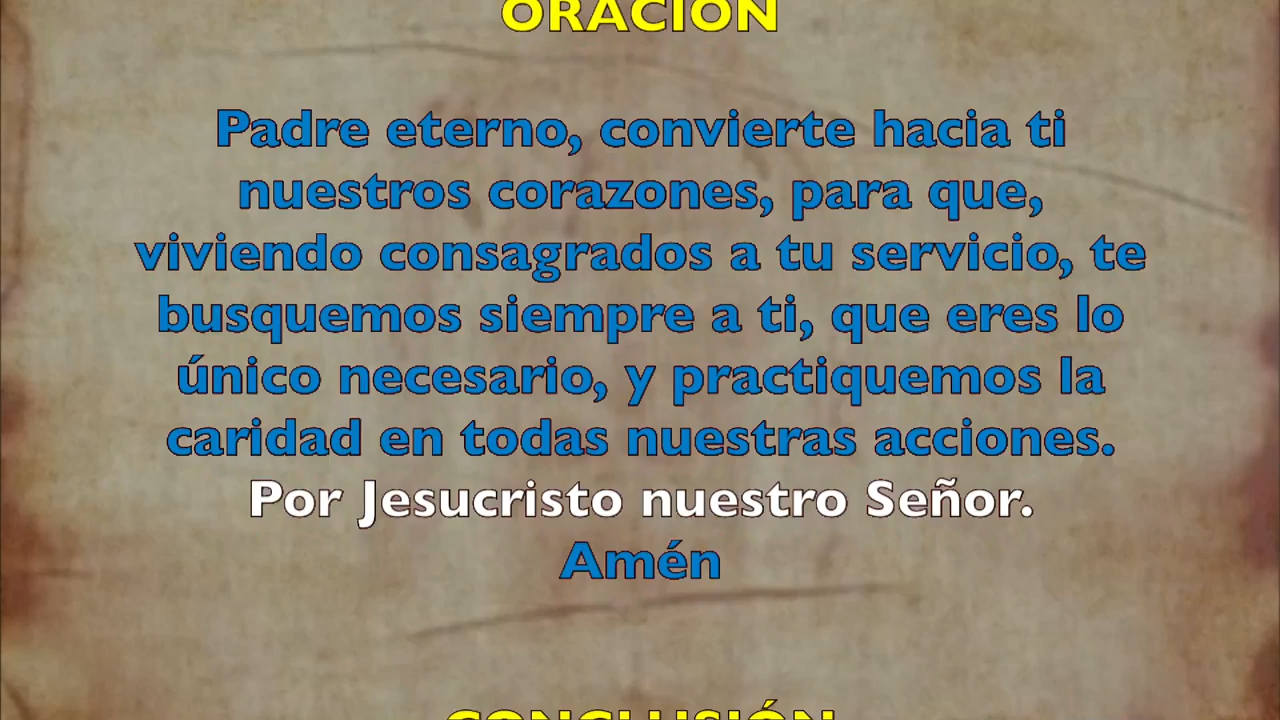 ORACIÓN
Padre eterno, convierte hacia ti
nuestros corazones, para que,
viviendo consagrados a tu servicio, te
busquemos siempre a ti, que eres lo
único necesario, y practiquemos la
caridad en todas nuestras acciones.
Por Jesucristo nuestro Señor.
Amén
CONCLUSIÓN